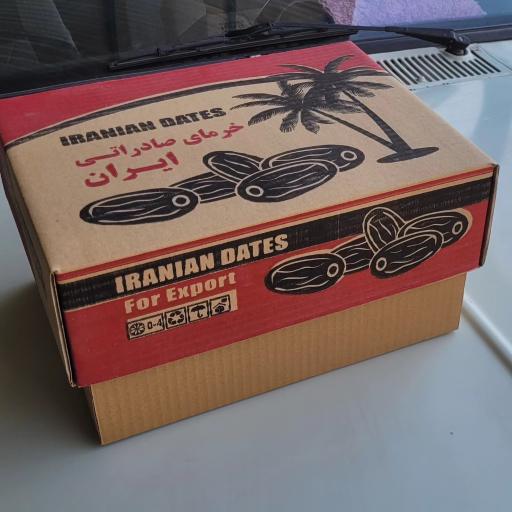 IRANIAN DATES
خرمای صادراتی
ایران
IRANIAN DATES
For Export
0-4